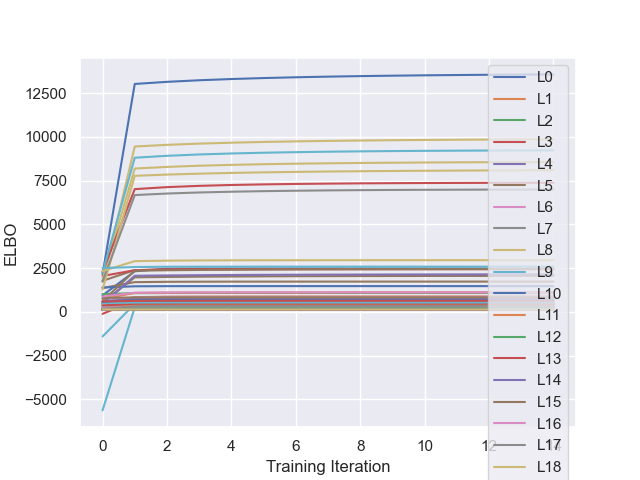 12500
10000
7500
5000
2500
0
−2500
−5000
ELBO
0
2
4
6
8
10
12
14
Training Iteration
L0
L1
L2
L3
L4
L5
L6
L7
L8
L9
L10
L11
L12
L13
L14
L15
L16
L17
L18